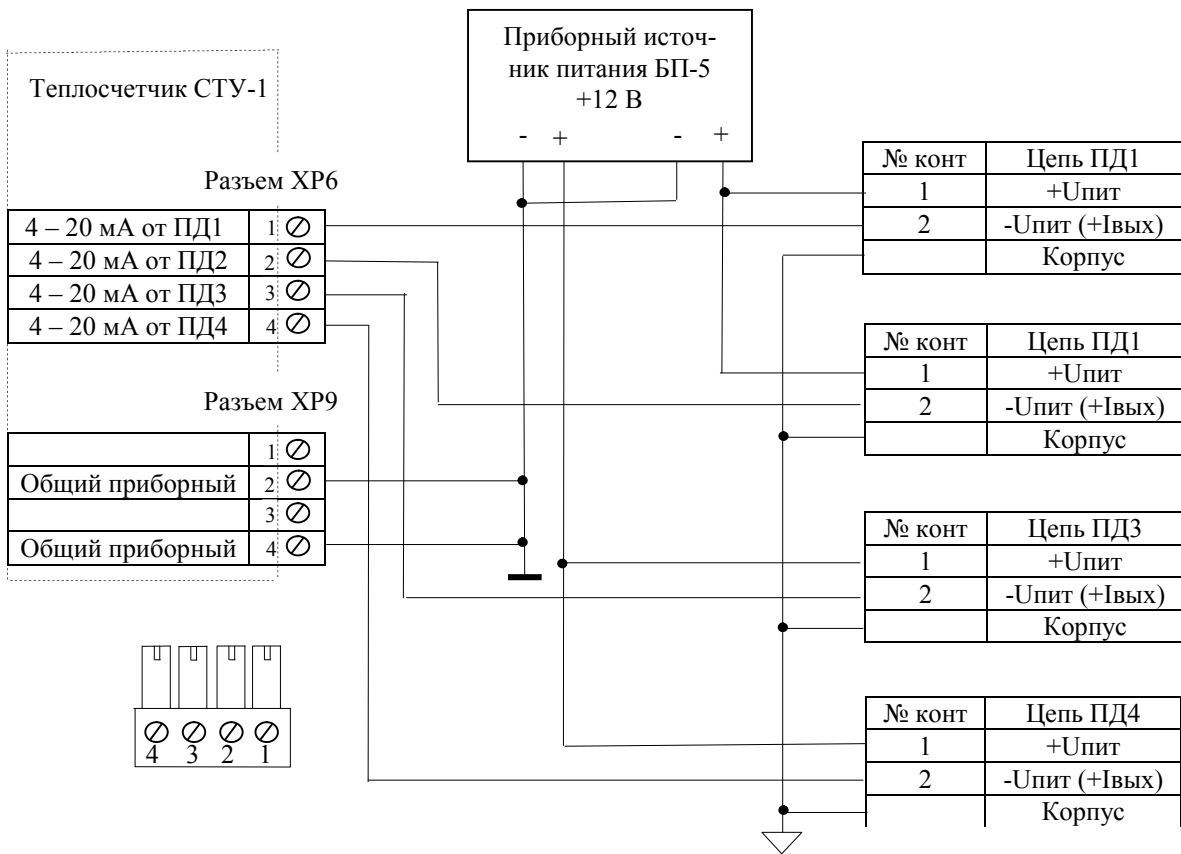 Приборный источ-
ник питания БП-5
+12 В
- + - +
Теплосчетчик СТУ-1
Разъем XP6
4 – 20 мА от ПД1 1
4 – 20 мА от ПД2 2
4 – 20 мА от ПД3 3
4 – 20 мА от ПД4 4
Разъем XP9
1
Общий приборный 2
3
Общий приборный 4
4 3 2 1
№ конт Цепь ПД1
1 +Uпит
2 -Uпит (+Iвых)
Корпус
№ конт Цепь ПД1
1 +Uпит
2 -Uпит (+Iвых)
Корпус
№ конт Цепь ПД3
1 +Uпит
2 -Uпит (+Iвых)
Корпус
№ конт Цепь ПД4
1 +Uпит
2 -Uпит (+Iвых)
Корпус